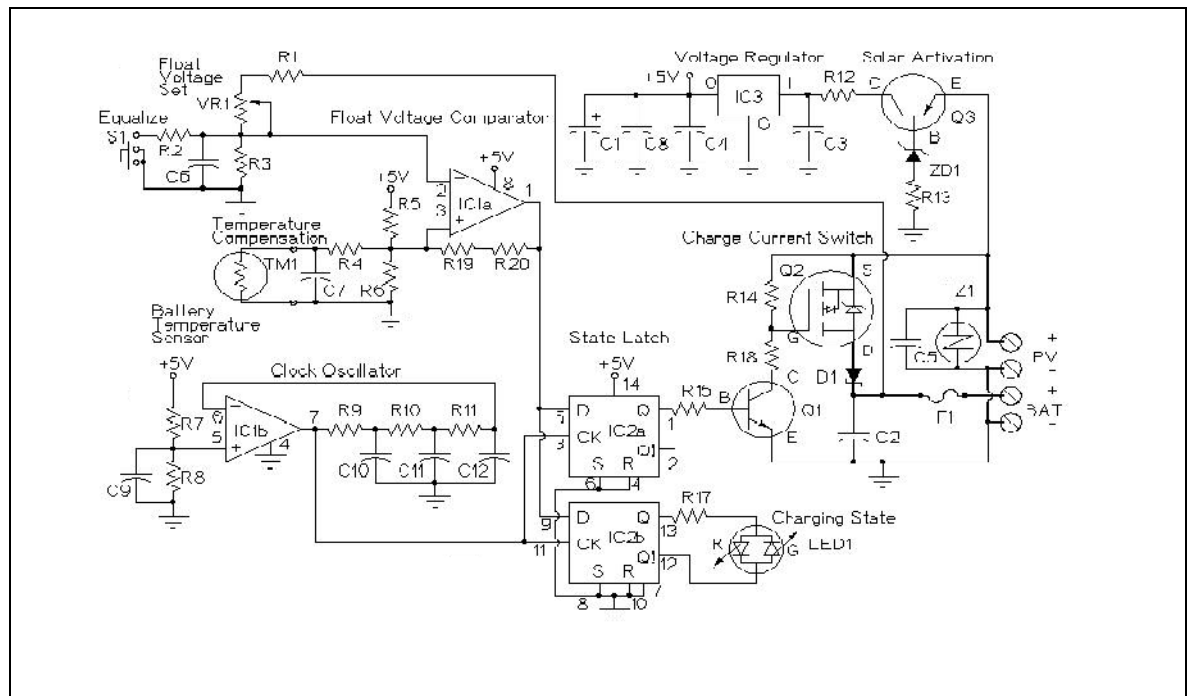 R1
Float
Voltage
Set
VR1
Voltage Regulator
Solar Activation
+5V
O
I
IC3
G
R12
C
E
Q3
B
ZD1
R13
C1
+
C8
C4
C3
Equalize
S1
R2
C6
R3
Float Voltage Comparator
+5V
8
2
3
−
+
IC1a
1
+5V
R5
Temperature
Compensation
TM1
R4
C7
R6
R19
R20
Battery
Temperature
Sensor
Charge Current Switch
Q2
S
R14
G
D
R18
D1
Z1
C5
+
PV
-
+
BAT
-
F1
C2
State Latch
+5V
14
Clock Oscillator
+5V
R7
6
5
−
+
IC1b
7
4
R8
C9
R9
R10
R11
C10
C11
C12
5
D
Q
3
CK
IC2a
1
Q!
2
S
R
6
4
R15
B
C
Q1
E
9
D
Q
13
11
CK
IC2b
Q!
12
S
R
7
8
10
R17
Charging State
R
G
LED1